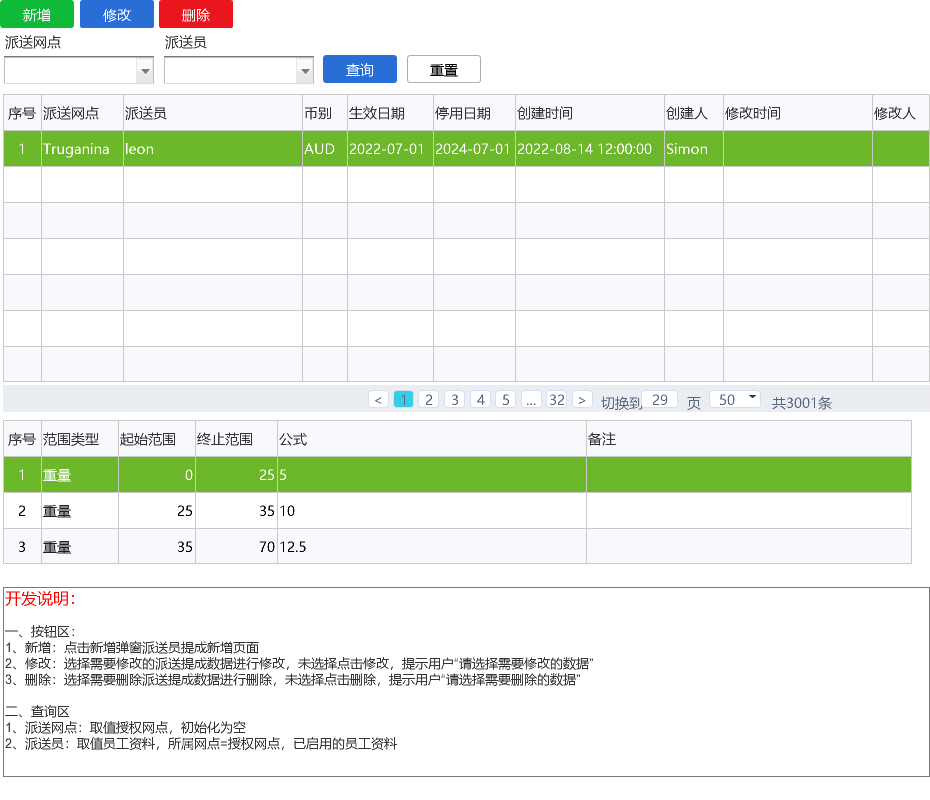 新增 修改 删除
派送网点 派送员
查询 重置
序号 派送网点 派送员 币别 生效日期 停用日期 创建时间 创建人 修改时间 修改人
1 Truganina leon AUD 2022-07-01 2024-07-01 2022-08-14 12:00:00 Simon
< 1 2 3 4 5 ... 32 > 切换到 29 页 50 共3001条
序号 范围类型 起始范围 终止范围 公式 备注
1 重量 0 25 5
2 重量 25 35 10
3 重量 35 70 12.5
开发说明：
一、按钮区：
1、新增：点击新增弹窗派送员提成新增页面
2、修改：选择需要修改的派送提成数据进行修改，未选择点击修改，提示用户“请选择需要修改的数据”
3、删除：选择需要删除派送提成数据进行删除，未选择点击删除，提示用户“请选择需要删除的数据”
二、查询区
1、派送网点：取值授权网点，初始化为空
2、派送员：取值员工资料，所属网点=授权网点，已启用的员工资料